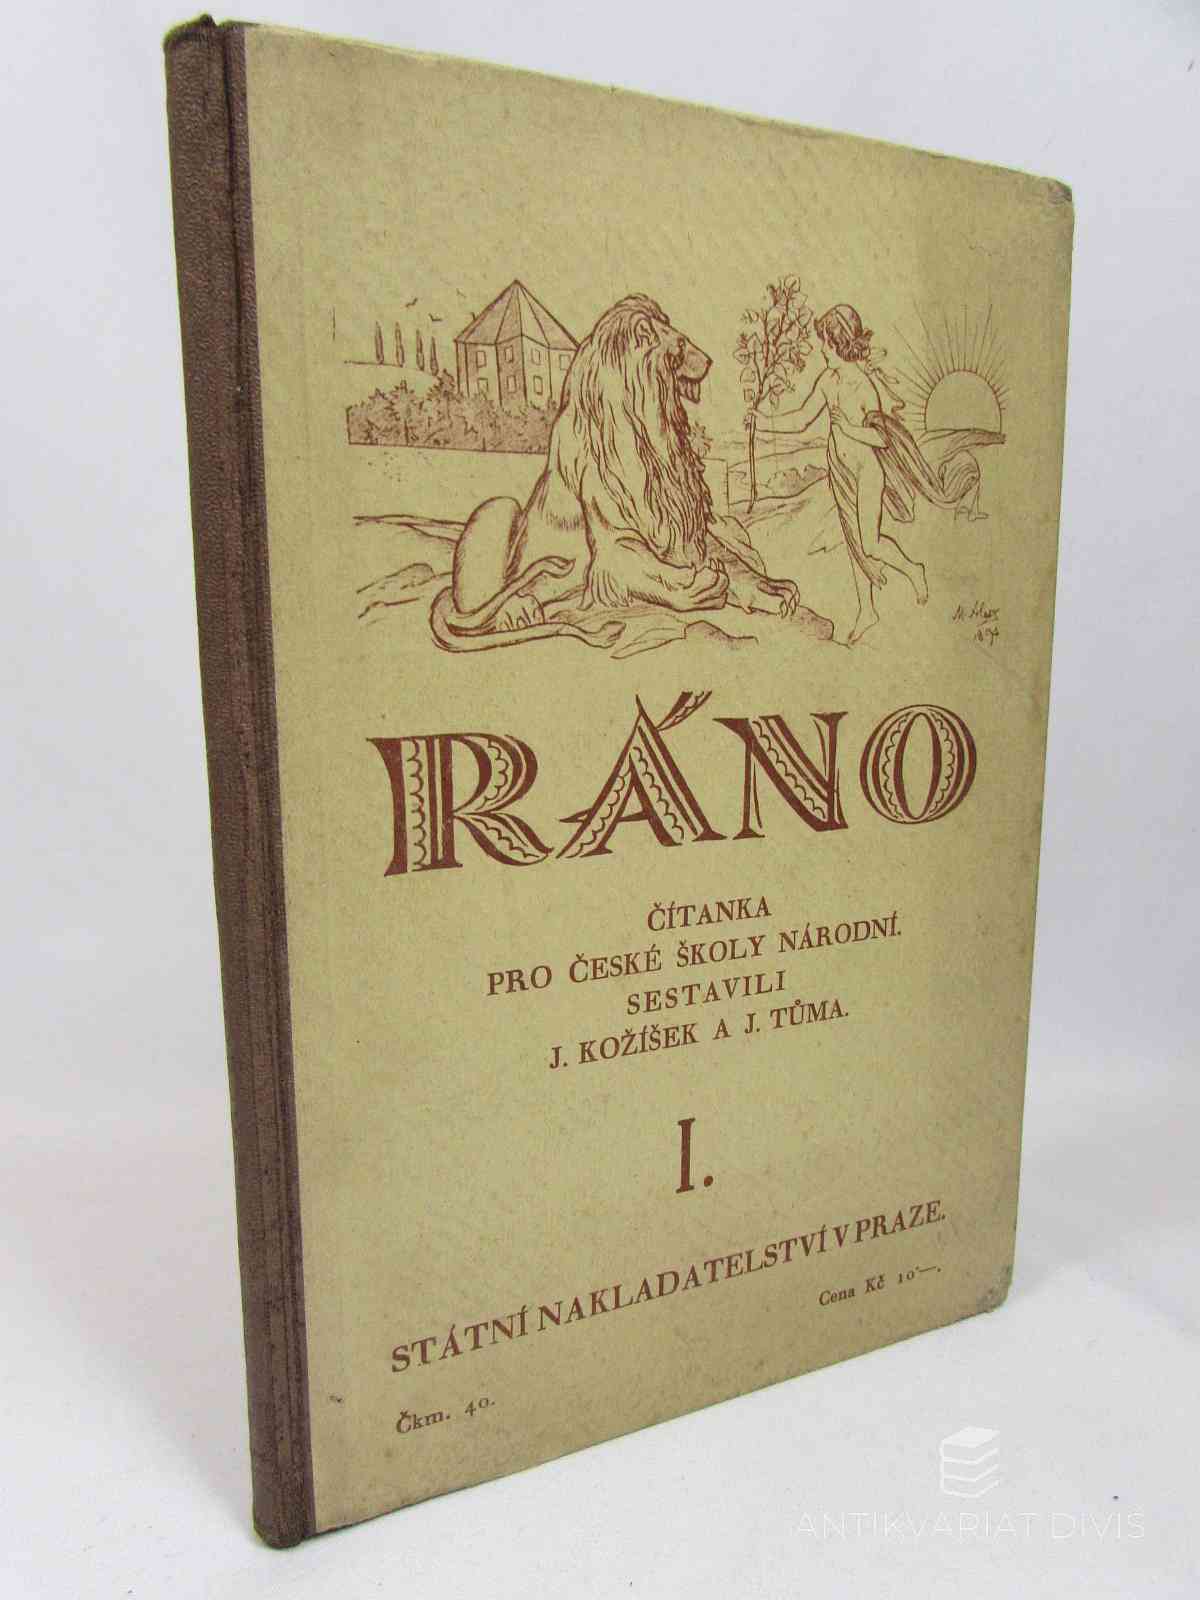 M. Aleš
RÁNO
ČÍTANKA
PRO ČESKÉ ŠKOLY NÁRODNÍ.
SESTAVILI
J. KOŽÍŠEK A J. TŮMA.
I.
STÁTNÍ NAKLADATELSTVÍ V PRAZE.
Cena Kč 10·—.
Čkm. 40.
ANTIKVARIAT DIVIŠ